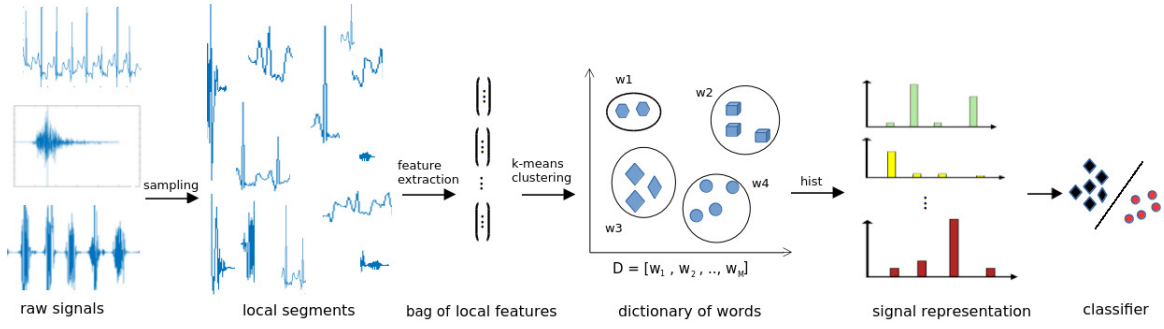 sampling
feature
extraction
k-means
clustering
w1
w2
w3
w4
D = [w1 , w2 , .., wM]
hist
raw signals
local segments
bag of local features
dictionary of words
signal representation
classifier